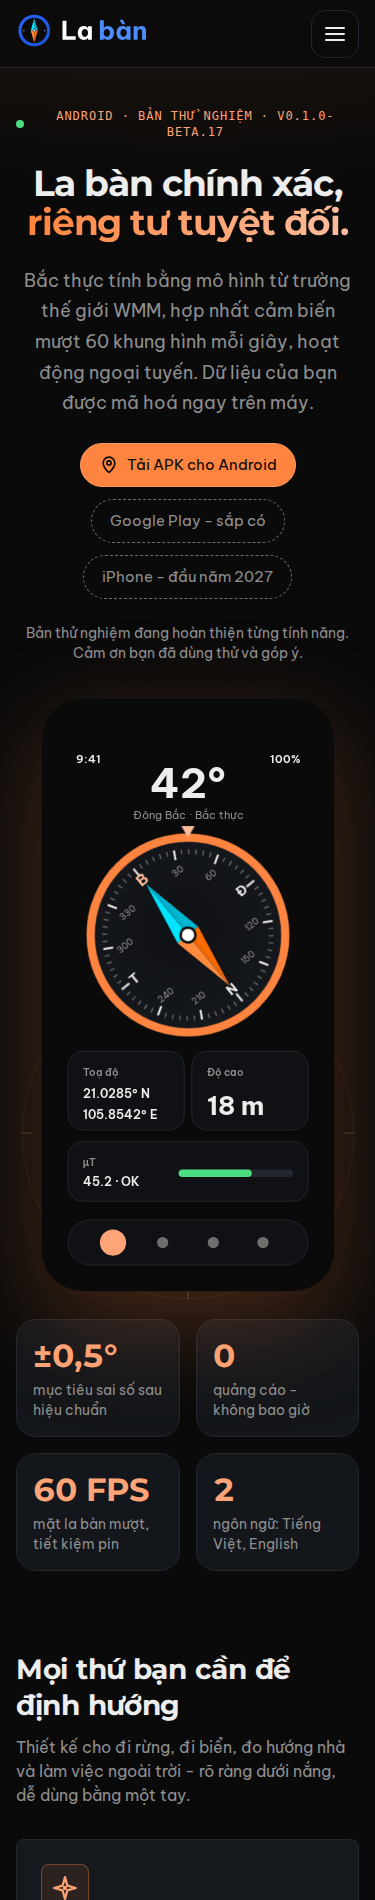 La bàn
ANDROID · BẢN THỬ NGHIỆM · V0.1.0-
BETA.17
La bàn chính xác,
riêng tư tuyệt đối.
Bắc thực tính bằng mô hình từ trường
thế giới WMM, hợp nhất cảm biến
mượt 60 khung hình mỗi giây, hoạt
động ngoại tuyến. Dữ liệu của bạn
được mã hoá ngay trên máy.
Tải APK cho Android
Google Play - sắp có
iPhone - đầu năm 2027
Bản thử nghiệm đang hoàn thiện từng tính năng.
Cảm ơn bạn đã dùng thử và góp ý.
9:41
100%
42°
Đông Bắc · Bắc thực
B
30
60
Đ
120
150
N
210
240
T
300
330
Toạ độ
21.0285° N
105.8542° E
Độ cao
18 m
µT
45.2 · OK
±0,5°
mục tiêu sai số sau
hiệu chuẩn
0
quảng cáo -
không bao giờ
60 FPS
mặt la bàn mượt,
tiết kiệm pin
2
ngôn ngữ: Tiếng
Việt, English
Mọi thứ bạn cần để
định hướng
Thiết kế cho đi rừng, đi biển, đo hướng nhà
và làm việc ngoài trời - rõ ràng dưới nắng,
dễ dùng bằng một tay.